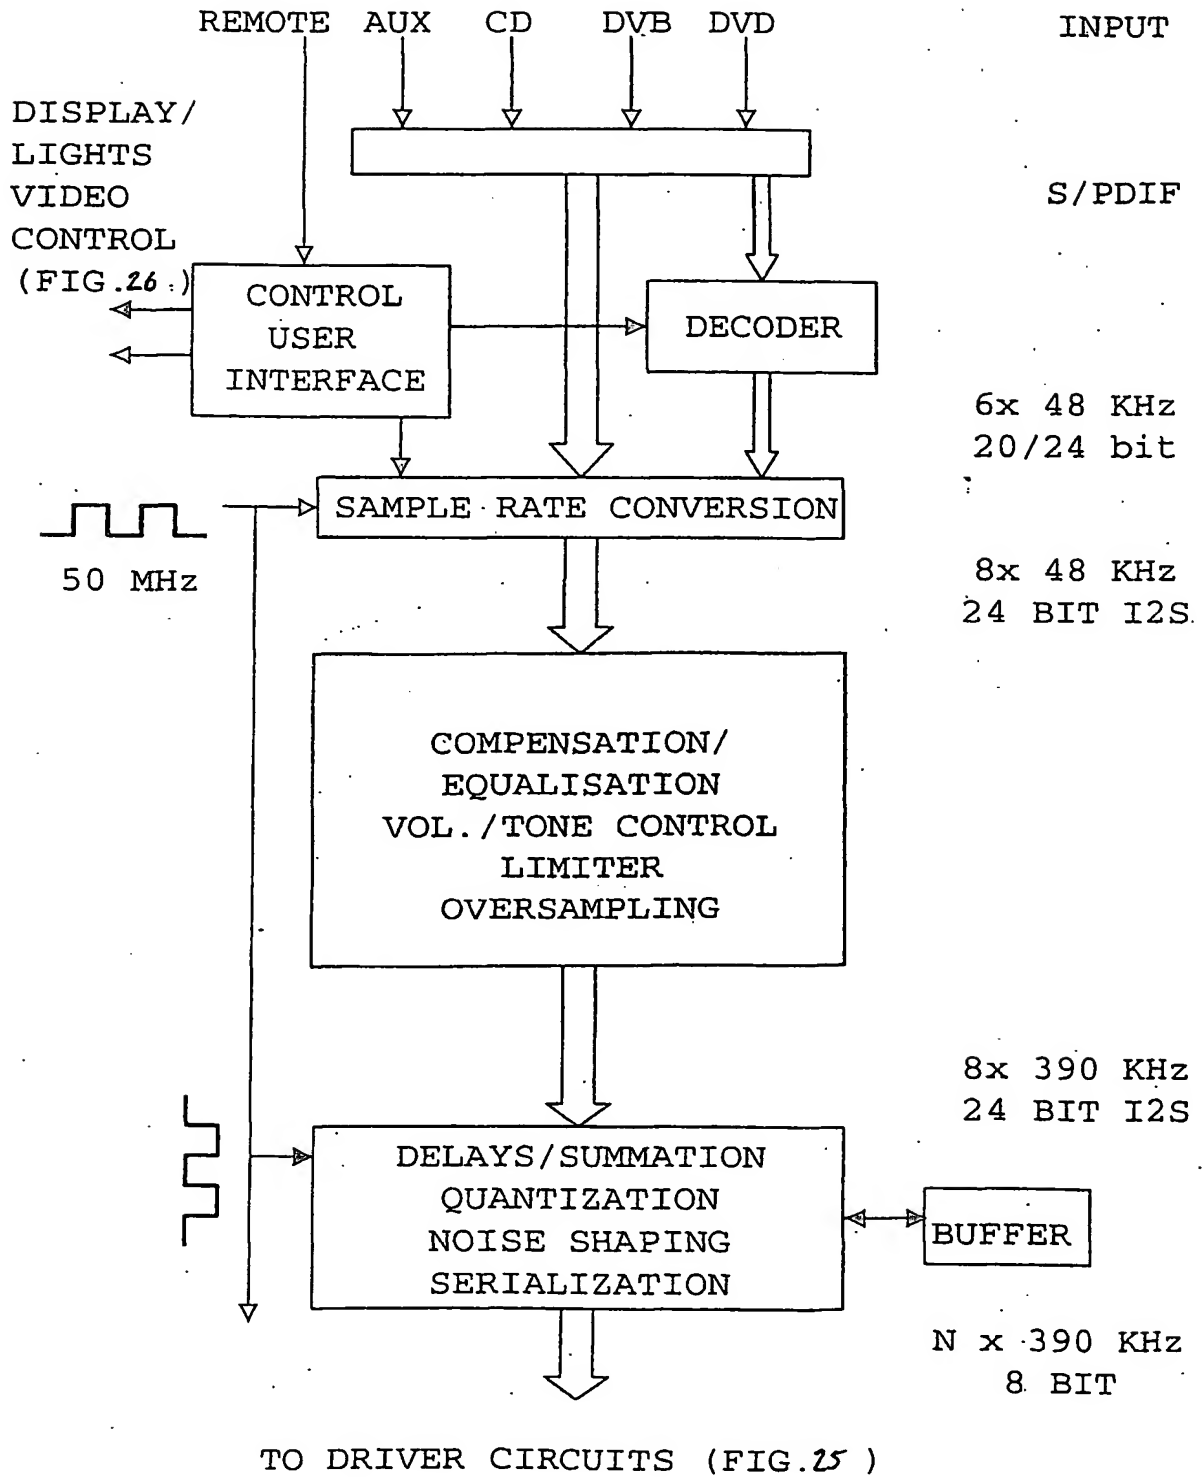 REMOTE AUX CD DVB DVD INPUT
DISPLAY/
LIGHTS
VIDEO
CONTROL
(FIG.26.)
S/PDIF
CONTROL
USER
INTERFACE
DECODER
6x 48 KHz
20/24 bit
SAMPLE RATE CONVERSION
50 MHz
8x 48 KHz
24 BIT I2S
COMPENSATION/
EQUALISATION
VOL./TONE CONTROL
LIMITER
OVERSAMPLING
8x 390 KHz
24 BIT I2S
DELAYS/SUMMATION
QUANTIZATION
NOISE SHAPING
SERIALIZATION
BUFFER
N x 390 KHz
8 BIT
TO DRIVER CIRCUITS (FIG.25 )